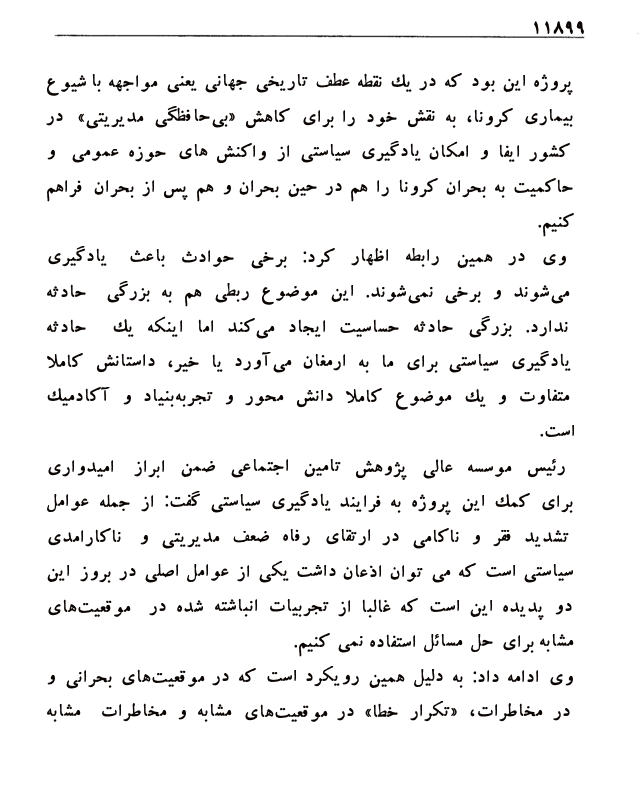 ۱۱۸۹۹
پروژه این بود که در یك نقطه عطف تاریخی جهانی یعنی مواجهه با شیوع
بیماری کرونا، به نقش خود را برای کاهش «بی‌حافظگی مدیریتی» در
کشور ایفا و امکان یادگیری سیاستی از واکنش های حوزه عمومی و
حاکمیت به بحران کرونا را هم در حین بحران و هم پس از بحران فراهم
کنیم.
وی در همین رابطه اظهار کرد: برخی حوادث باعث یادگیری
می‌شوند و برخی نمی‌شوند. این موضوع ربطی هم به بزرگی حادثه
ندارد. بزرگی حادثه حساسیت ایجاد می‌کند اما اینکه یك حادثه
یادگیری سیاستی برای ما به ارمغان می‌آورد یا خیر، داستانش کاملا
متفاوت و یك موضوع کاملا دانش محور و تجربه‌بنیاد و آکادمیك
است.
رئیس موسسه عالی پژوهش تامین اجتماعی ضمن ابراز امیدواری
برای کمك این پروژه به فرایند یادگیری سیاستی گفت: از جمله عوامل
تشدید فقر و ناکامی در ارتقای رفاه ضعف مدیریتی و ناکارامدی
سیاستی است که می توان اذعان داشت یکی از عوامل اصلی در بروز این
دو پدیده این است که غالبا از تجربیات انباشته شده در موقعیت‌های
مشابه برای حل مسائل استفاده نمی کنیم.
وی ادامه داد: به دلیل همین رویکرد است که در موقعیت‌های بحرانی و
در مخاطرات، «تکرار خطا» در موقعیت‌های مشابه و مخاطرات مشابه